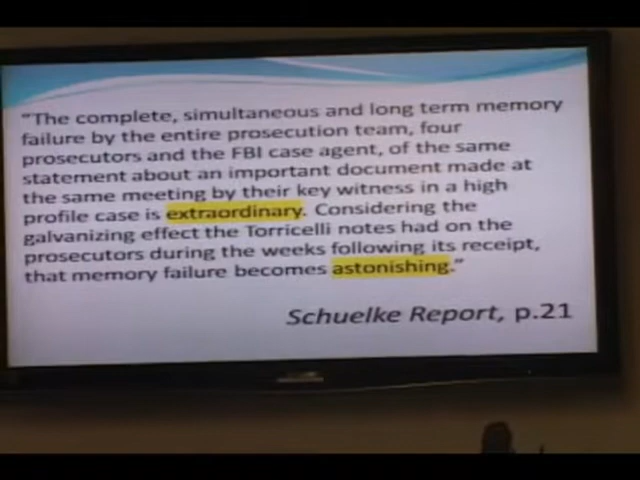 "The complete, simultaneous and long term memory
failure by the entire prosecution team, four
prosecutors and the FBI case agent, of the same
statement about an important document made at
the same meeting by their key witness in a high
profile case is extraordinary. Considering the
galvanizing effect the Torricelli notes had on the
prosecutors during the weeks following its receipt,
that memory failure becomes astonishing."
Schuelke Report, p.21